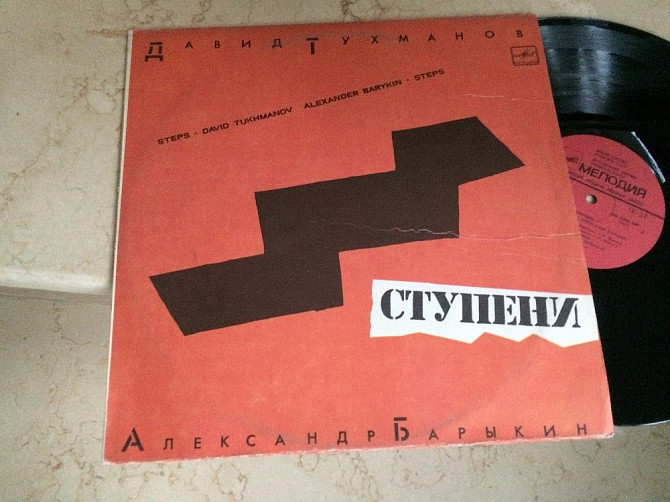 Давид Тухманов
STEPS · DAVID TUKHMANOV ALEXANDER BARYKIN · STEPS
МЕЛОДИЯ
СТУПЕНИ
Александр Барыкин